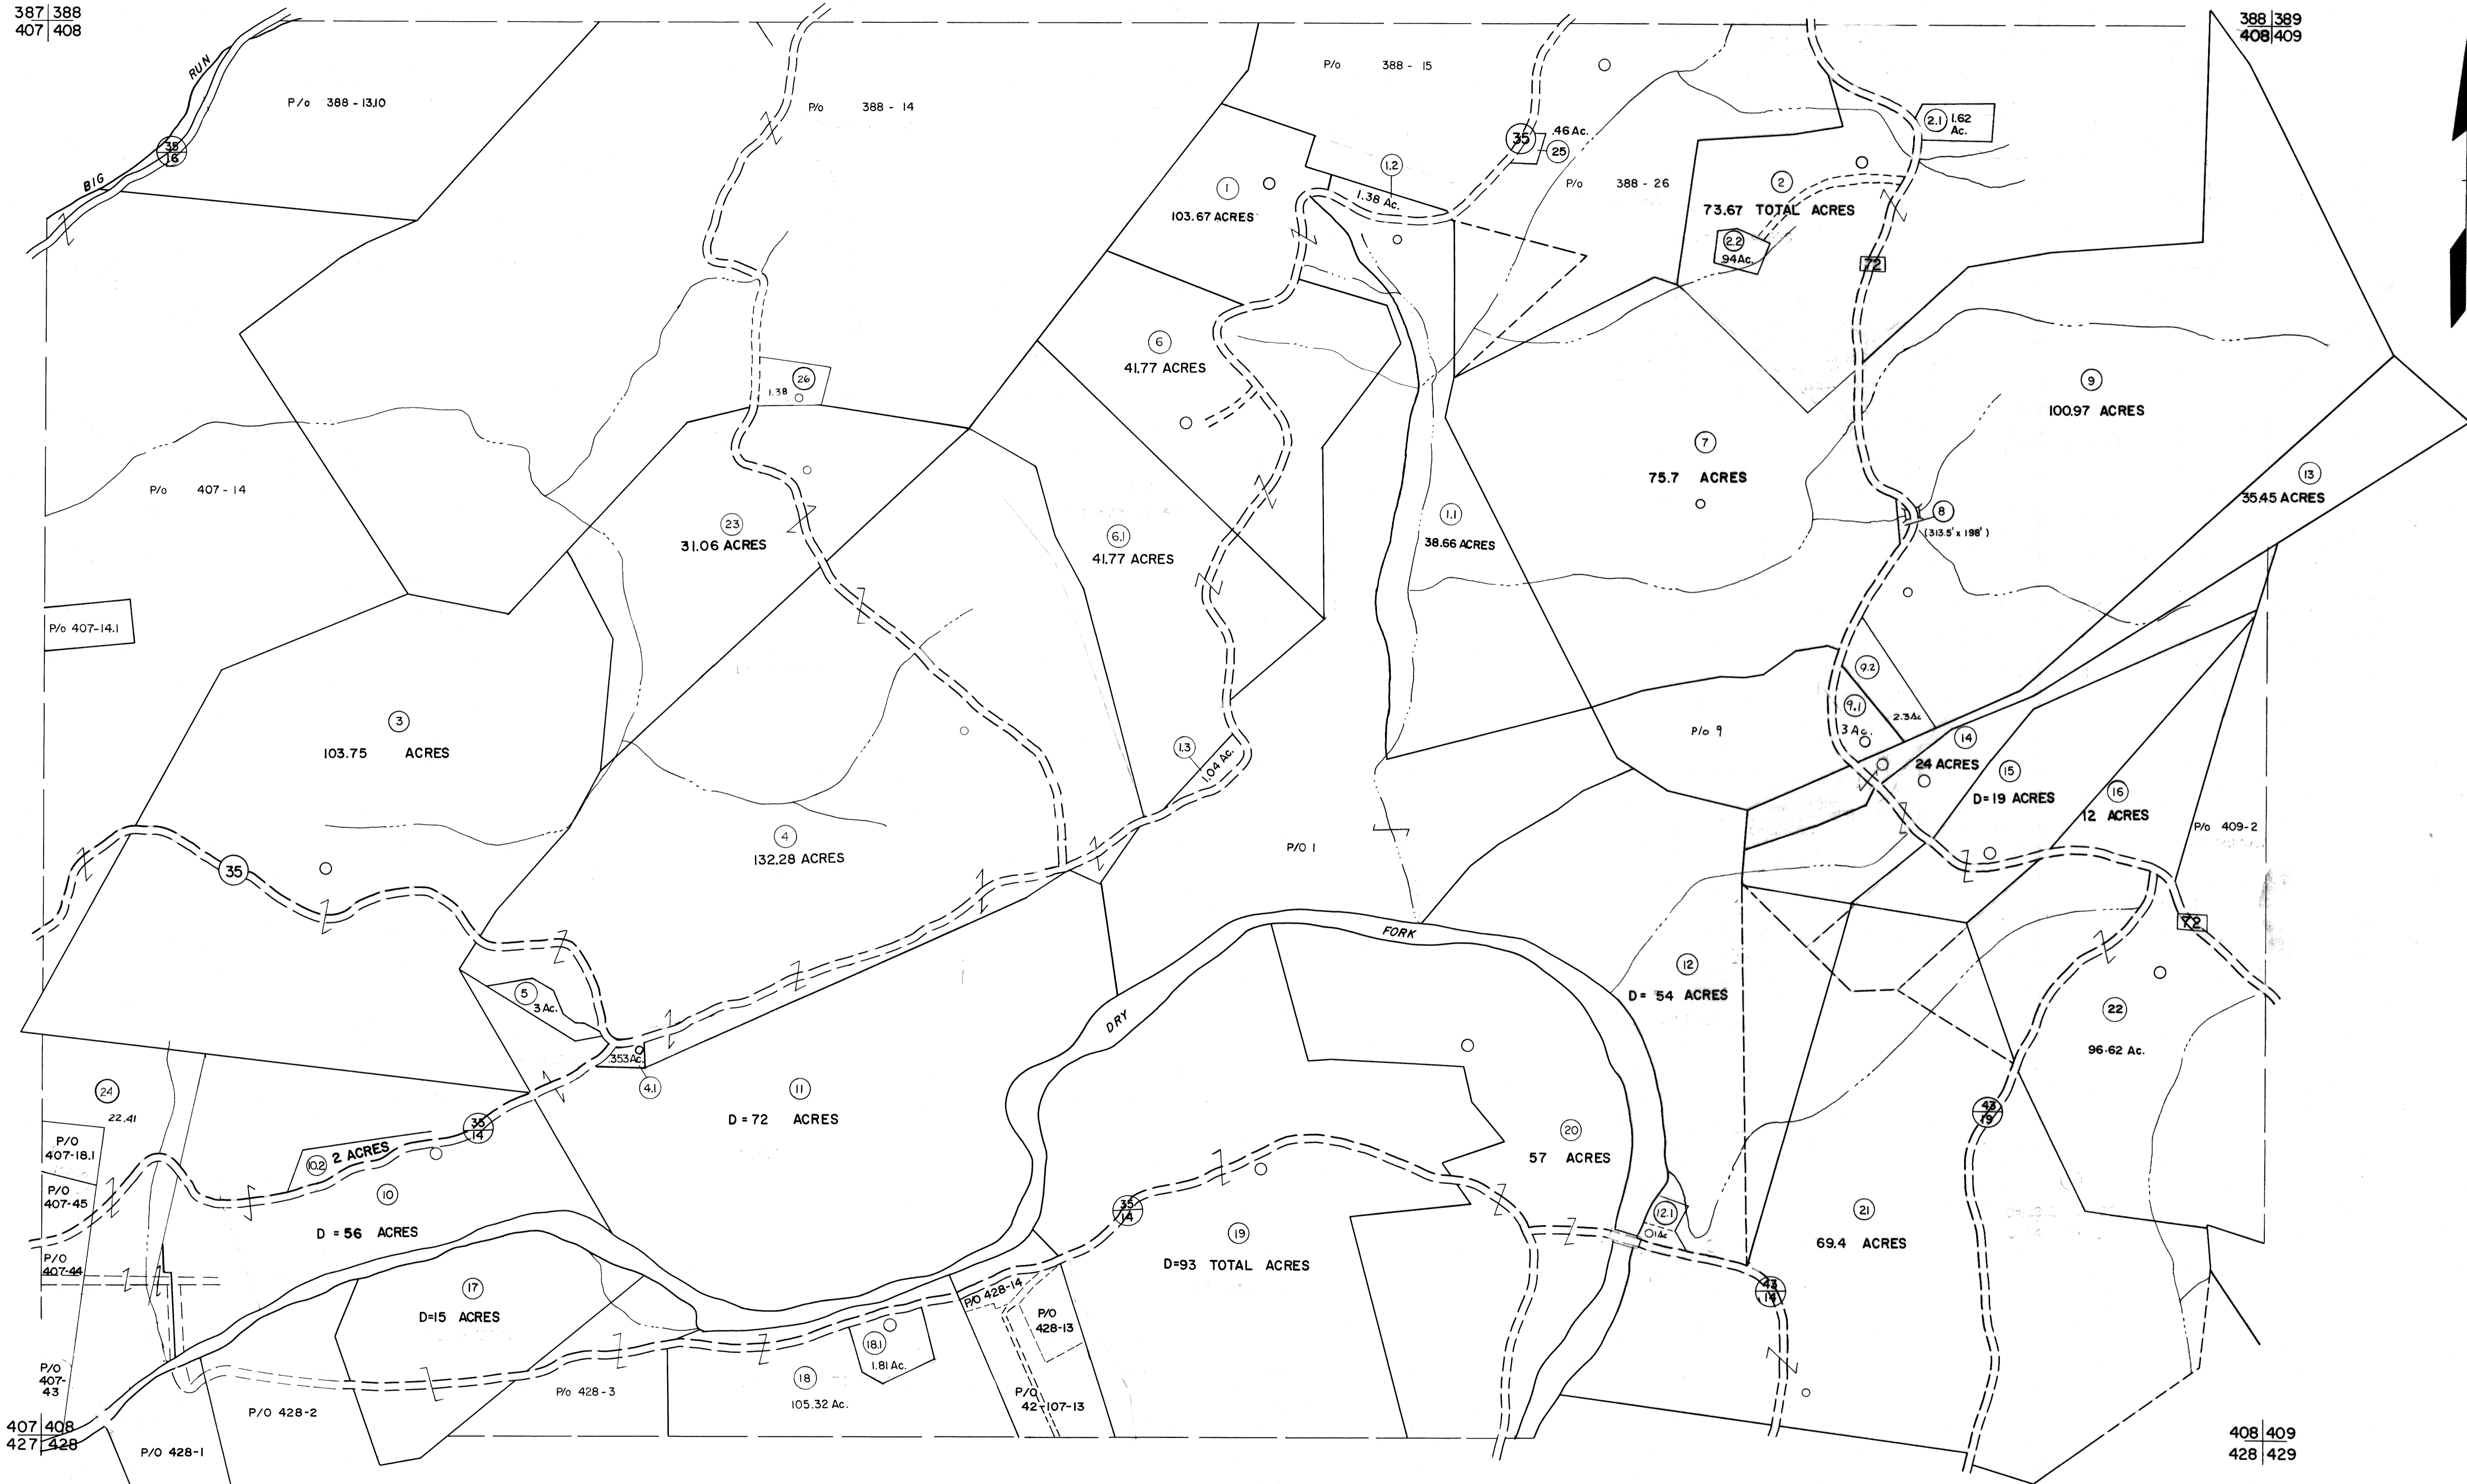 387 388
407 408
388 389
408 409
BIG RUN
35
16
P/o 388 - 13.10
P/o 388 - 14
P/o 388 - 15
35
.46 Ac.
25
P/o 388 - 26
2.1 1.62
Ac.
1
103.67 ACRES
1.2
1.38 Ac.
2
73.67 TOTAL ACRES
2.2
.94 Ac.
72
6
41.77 ACRES
26
1.38
9
100.97 ACRES
7
75.7 ACRES
13
35.45 ACRES
P/o 407 - 14
23
31.06 ACRES
6.1
41.77 ACRES
1.1
38.66 ACRES
8
(313.5' x 198')
P/o 407-14.1
3
103.75 ACRES
9.2
2.3 Ac
9.1
3 Ac.
P/o 9
1.3
1.04 Ac.
14
24 ACRES
15
D=19 ACRES
16
12 ACRES
P/o 409-2
4
132.28 ACRES
P/O 1
35
DRY FORK
72
5
3 Ac.
12
D= 54 ACRES
22
96.62 Ac.
.353 Ac.
4.1
24
22.41
11
D = 72 ACRES
35
14
43
19
P/O
407-18.1
10.2 2 ACRES
20
57 ACRES
P/O
407-45
10
D = 56 ACRES
35
14
19
D=93 TOTAL ACRES
12.1
1 Ac
21
69.4 ACRES
P/O
407-44
17
D=15 ACRES
P/O 428-14
P/O
428-13
43
14
18.1
1.81 Ac.
P/O
407-
43
P/o 428 - 3
18
105.32 Ac.
P/O
42-107-13
P/O 428-2
P/O 428-1
407 408
427 428
408 409
428 429